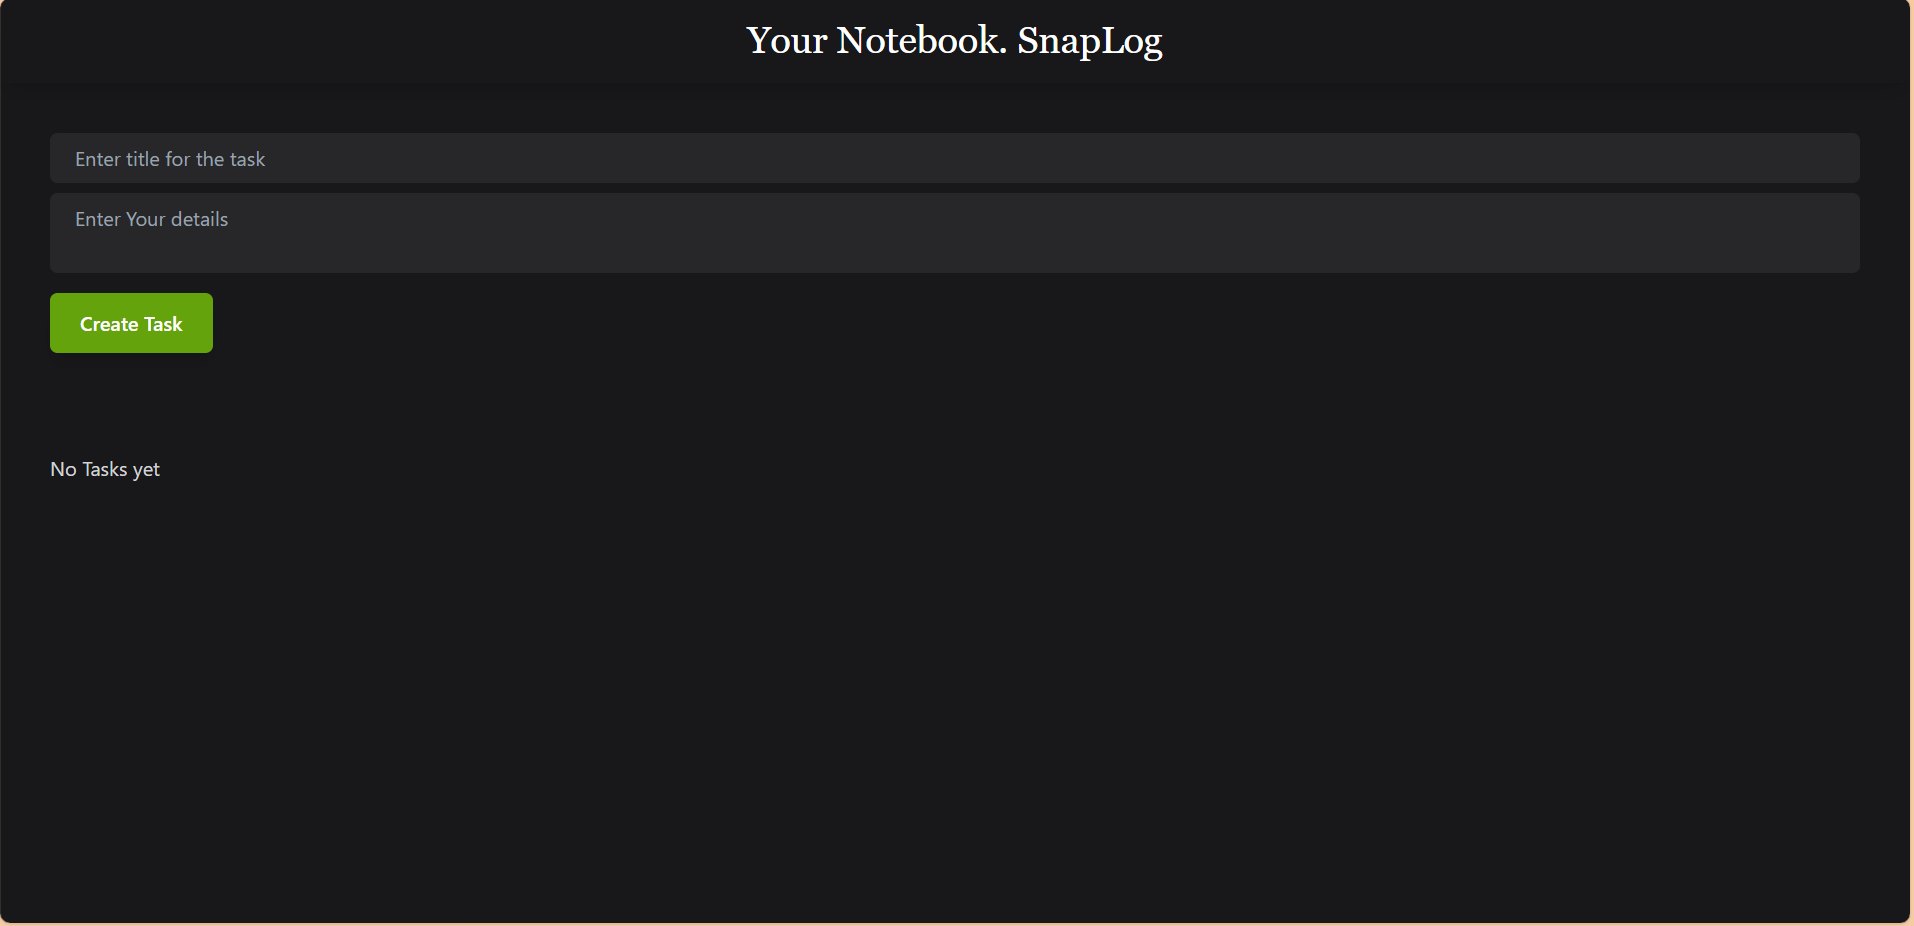 Your Notebook. SnapLog
Enter title for the task
Enter Your details
Create Task
No Tasks yet